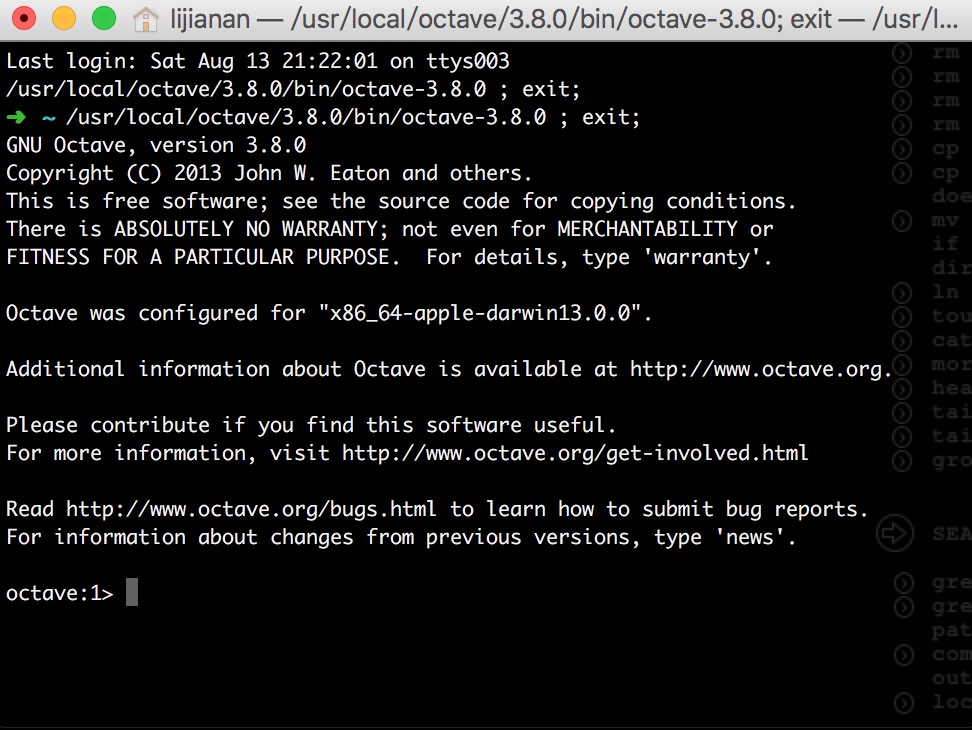 lijianan — /usr/local/octave/3.8.0/bin/octave-3.8.0; exit — /usr/l...
Last login: Sat Aug 13 21:22:01 on ttys003
/usr/local/octave/3.8.0/bin/octave-3.8.0 ; exit;
➜ ~ /usr/local/octave/3.8.0/bin/octave-3.8.0 ; exit;
GNU Octave, version 3.8.0
Copyright (C) 2013 John W. Eaton and others.
This is free software; see the source code for copying conditions.
There is ABSOLUTELY NO WARRANTY; not even for MERCHANTABILITY or
FITNESS FOR A PARTICULAR PURPOSE.  For details, type 'warranty'.
Octave was configured for "x86_64-apple-darwin13.0.0".
Additional information about Octave is available at http://www.octave.org.
Please contribute if you find this software useful.
For more information, visit http://www.octave.org/get-involved.html
Read http://www.octave.org/bugs.html to learn how to submit bug reports.
For information about changes from previous versions, type 'news'.
octave:1>
rm
rm
rm
rm
cp
cp
doe
mv
if
dir
ln
tou
cat
mor
hea
tai
tai
gro
SEA
gre
gre
pat
com
out
loc